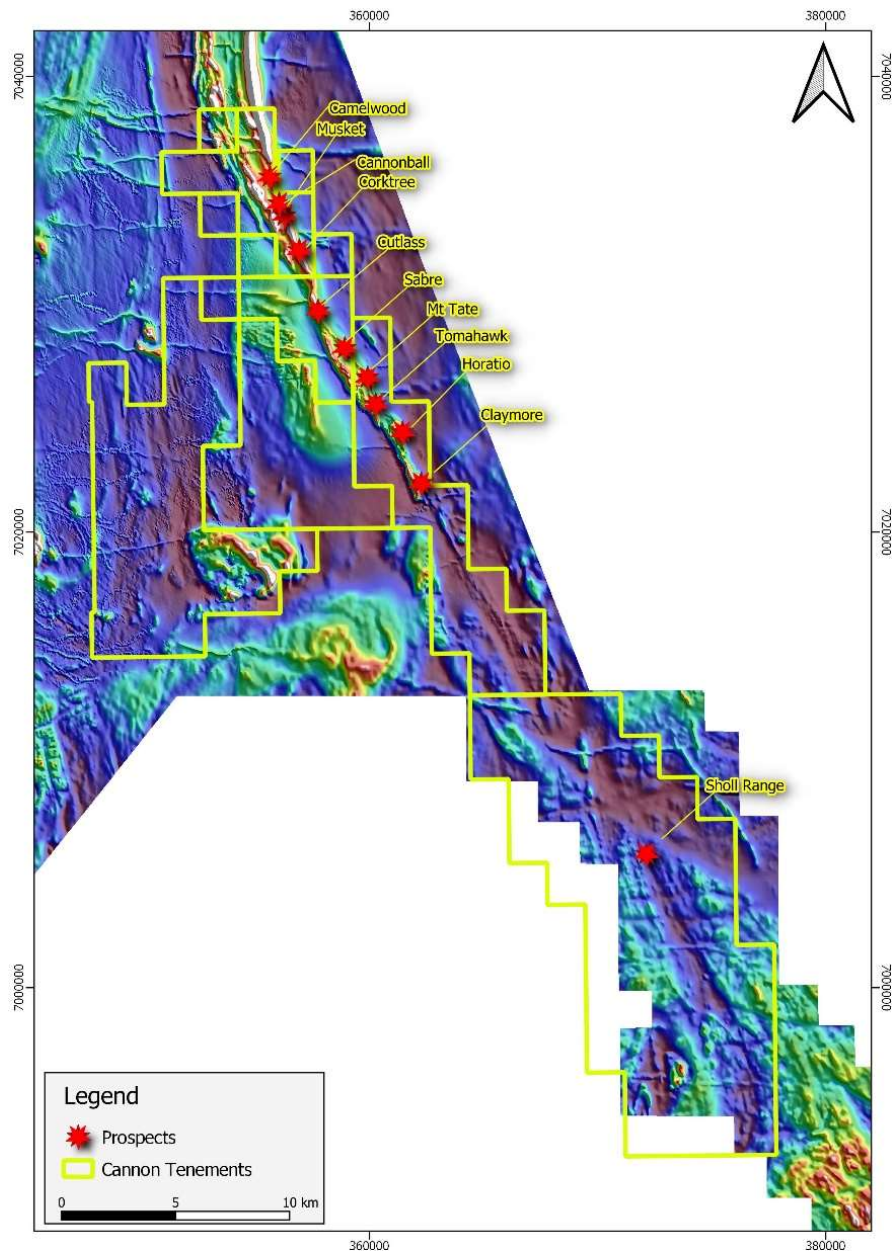 360000
380000
7040000
7040000
Camelwood
Musket
Cannonball
Corktree
Cutlass
Sabre
Mt Tate
Tomahawk
Horatio
Claymore
7020000
7020000
Sholl Range
7000000
7000000
Legend
Prospects
Cannon Tenements
0
5
10 km
360000
380000